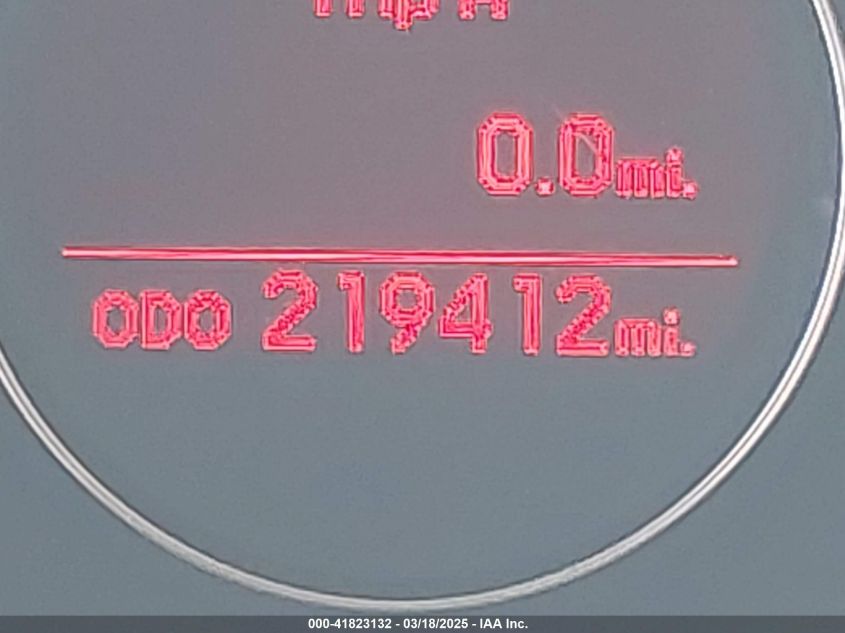 0.0mi.
ODO 219412mi.
000-41823132 - 03/18/2025 - IAA Inc.